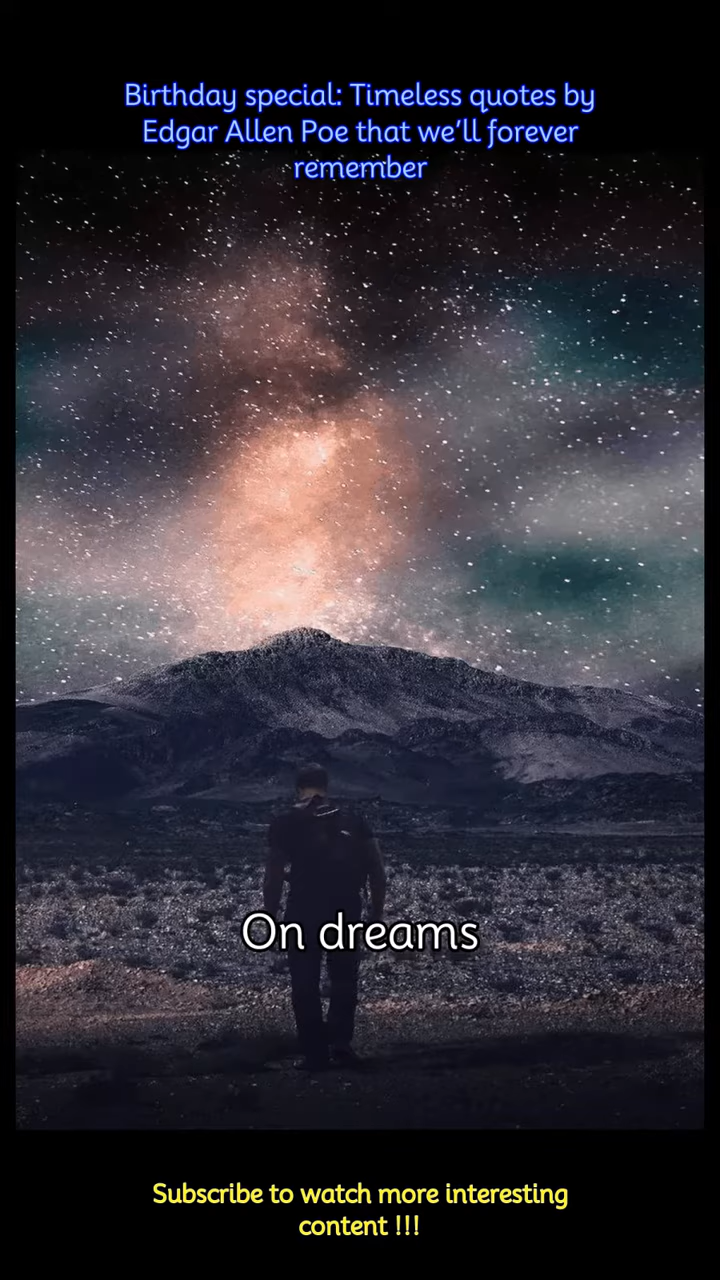 Birthday special: Timeless quotes by
Edgar Allen Poe that we'll forever
remember
On dreams
Subscribe to watch more interesting
content !!!